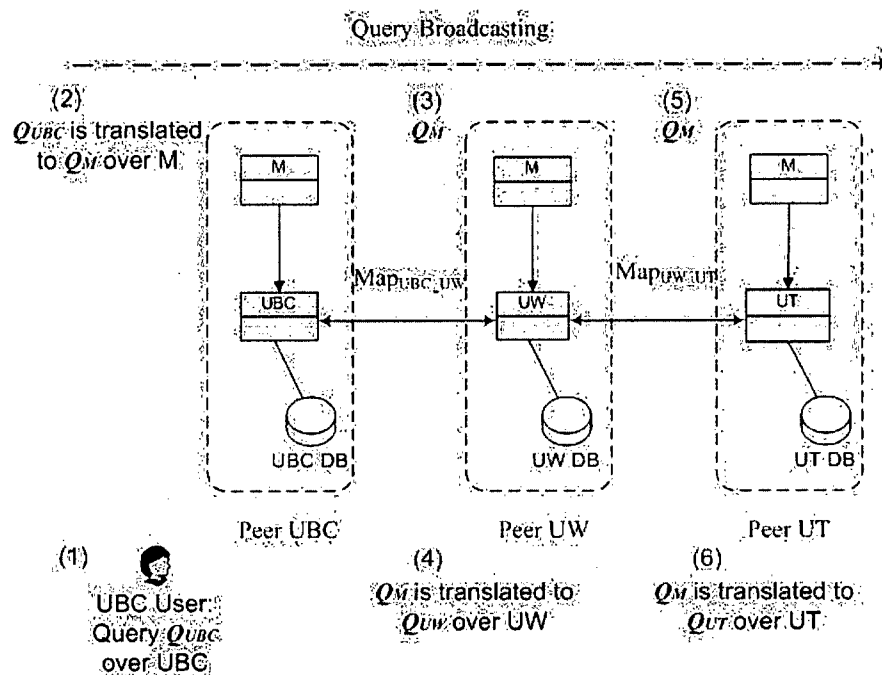 Query Broadcasting
(2)
QUBC is translated
to QM over M
(3)
QM
(5)
QM
M
M
M
MapUBC_UW
MapUW_UT
UBC
UW
UT
UBC DB
UW DB
UT DB
Peer UBC
Peer UW
Peer UT
(1)
UBC User:
Query QUBC
over UBC
(4)
QM is translated to
QUW over UW
(6)
QM is translated to
QUT over UT